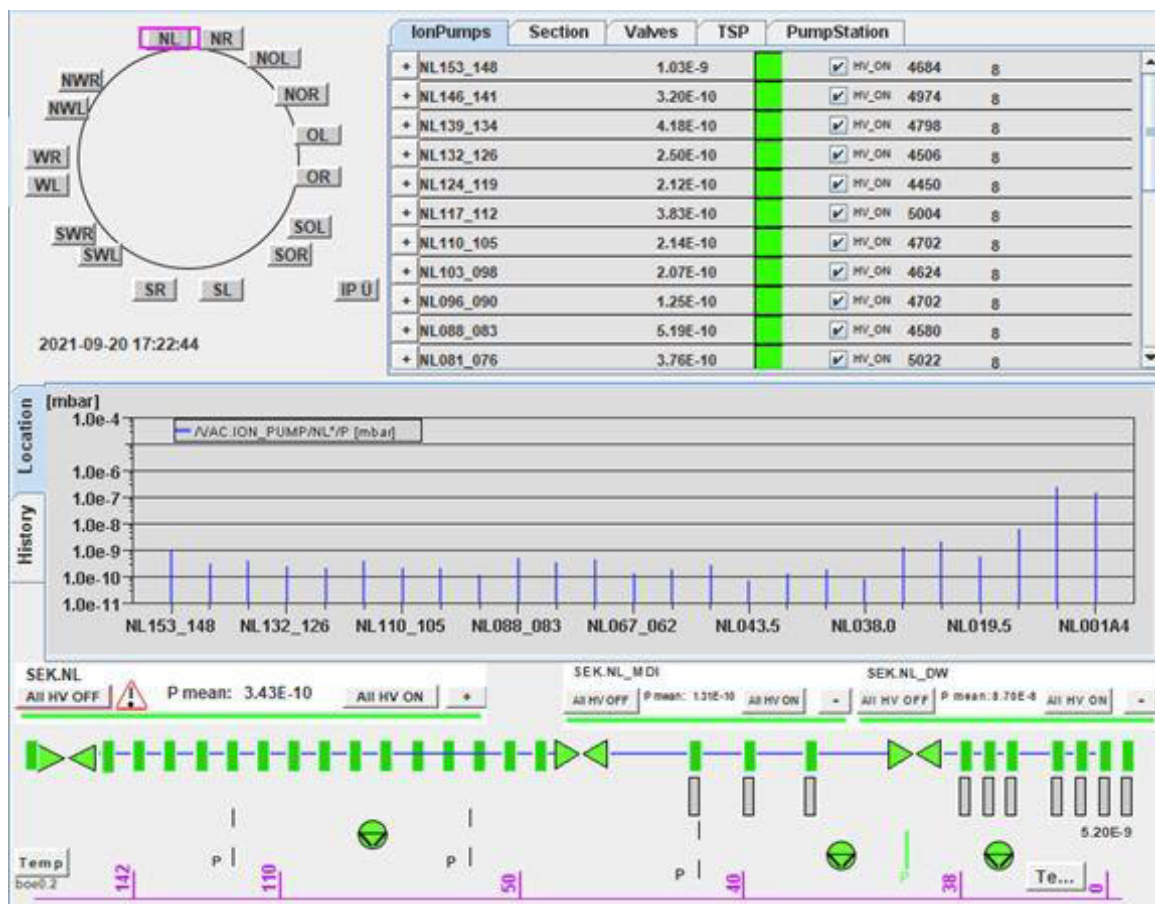 NL NR
NOL
NWR
NOR
NWL
OL
WR
OR
WL
SOL
SWR
SWL
SOR
SR SL IP Ü
2021-09-20 17:22:44
IonPumps Section Valves TSP PumpStation
+ NL153_148 1.03E-9 HV_ON 4684 8
+ NL146_141 3.20E-10 HV_ON 4974 8
+ NL139_134 4.18E-10 HV_ON 4798 8
+ NL132_126 2.50E-10 HV_ON 4506 8
+ NL124_119 2.12E-10 HV_ON 4450 8
+ NL117_112 3.83E-10 HV_ON 5004 8
+ NL110_105 2.14E-10 HV_ON 4702 8
+ NL103_098 2.07E-10 HV_ON 4624 8
+ NL096_090 1.25E-10 HV_ON 4702 8
+ NL088_083 5.19E-10 HV_ON 4580 8
+ NL081_076 3.76E-10 HV_ON 5022 8
Location
History
[mbar]
1.0e-4
/VAC.ION_PUMP/NL*/P [mbar]
1.0e-6
1.0e-7
1.0e-8
1.0e-9
1.0e-10
1.0e-11
NL153_148 NL132_126 NL110_105 NL088_083 NL067_062 NL043.5 NL038.0 NL019.5 NL001A4
SEK.NL
All HV OFF P mean: 3.43E-10 All HV ON +
SEK.NL_MDI
All HV OFF P mean: 1.31E-10 All HV ON -
SEK.NL_DW
All HV OFF P mean: All HV ON -
5.20E-9
P P P P
Temp
boe0.2
Te...
142 110 50 40 38 0